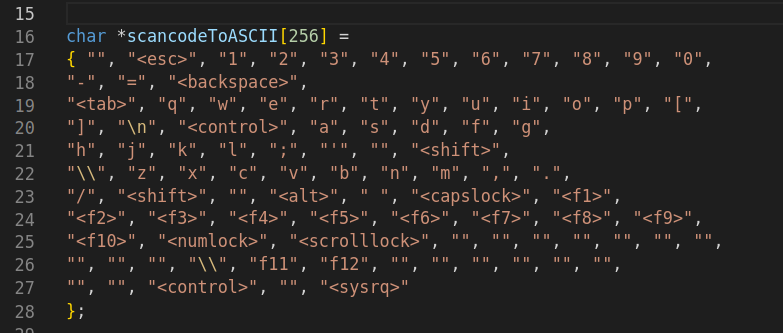 15
16 char *scancodeToASCII[256] =
17 { "", "<esc>", "1", "2", "3", "4", "5", "6", "7", "8", "9", "0",
18 "-", "=", "<backspace>",
19 "<tab>", "q", "w", "e", "r", "t", "y", "u", "i", "o", "p", "[",
20 "]", "\n", "<control>", "a", "s", "d", "f", "g",
21 "h", "j", "k", "l", ";", "'", "", "<shift>",
22 "\\", "z", "x", "c", "v", "b", "n", "m", ",", ".",
23 "/", "<shift>", "", "<alt>", " ", "<capslock>", "<f1>",
24 "<f2>", "<f3>", "<f4>", "<f5>", "<f6>", "<f7>", "<f8>", "<f9>",
25 "<f10>", "<numlock>", "<scrolllock>", "", "", "", "", "", "", "",
26 "", "", "", "\\", "f11", "f12", "", "", "", "", "", "",
27 "", "", "<control>", "", "<sysrq>"
28 };